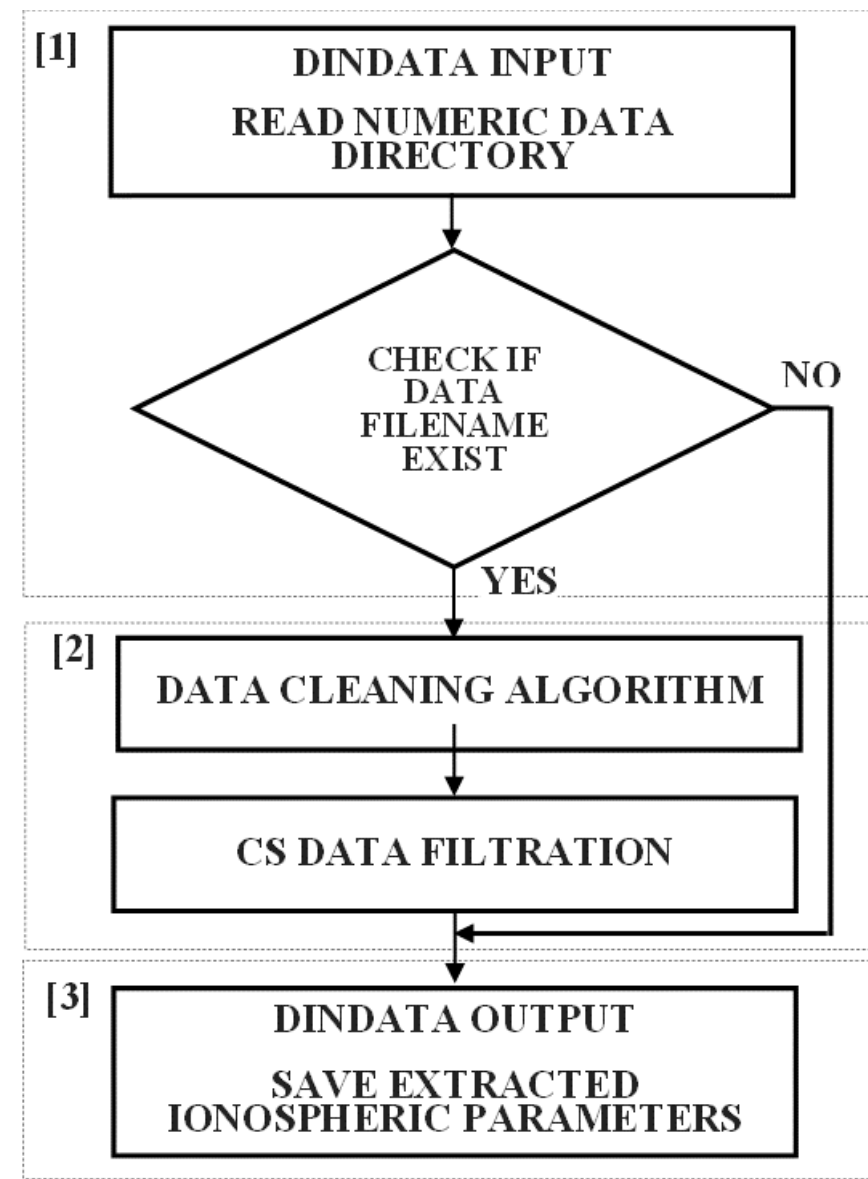 [1]
DINDATA INPUT
READ NUMERIC DATA
DIRECTORY
CHECK IF
DATA
FILENAME
EXIST
NO
YES
[2]
DATA CLEANING ALGORITHM
CS DATA FILTRATION
[3]
DINDATA OUTPUT
SAVE EXTRACTED
IONOSPHERIC PARAMETERS